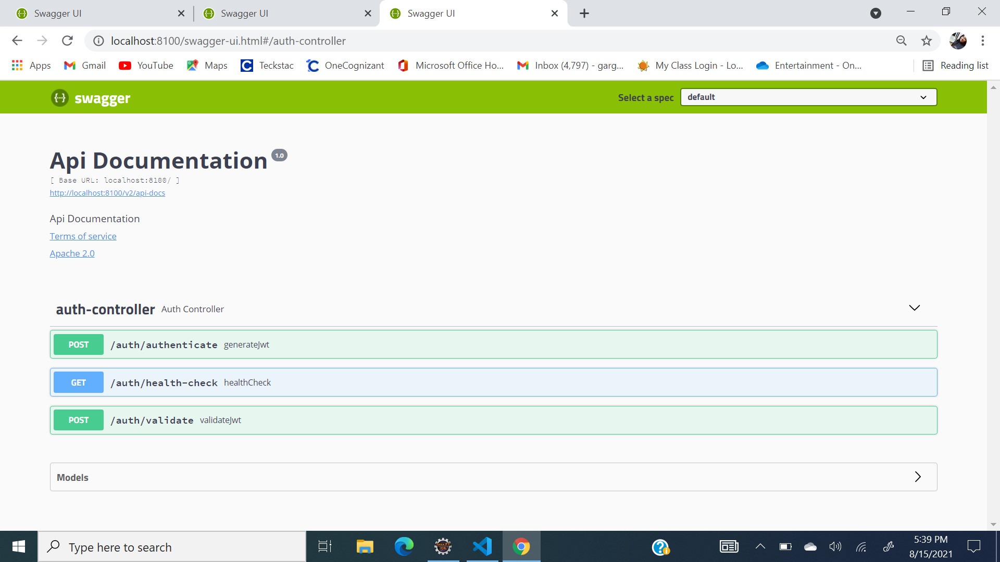 Swagger UI
Swagger UI
Swagger UI
localhost:8100/swagger-ui.html#/auth-controller
Apps
Gmail
YouTube
Maps
Teckstac
OneCognizant
Microsoft Office Ho...
Inbox (4,797) - garg...
My Class Login - Lo...
Entertainment - On...
Reading list
swagger
Select a spec
default
Api Documentation 1.0
[ Base URL: localhost:8100/ ]
http://localhost:8100/v2/api-docs
Api Documentation
Terms of service
Apache 2.0
auth-controller Auth Controller
POST /auth/authenticate generateJwt
GET /auth/health-check healthCheck
POST /auth/validate validateJwt
Models
Type here to search
5:39 PM
8/15/2021